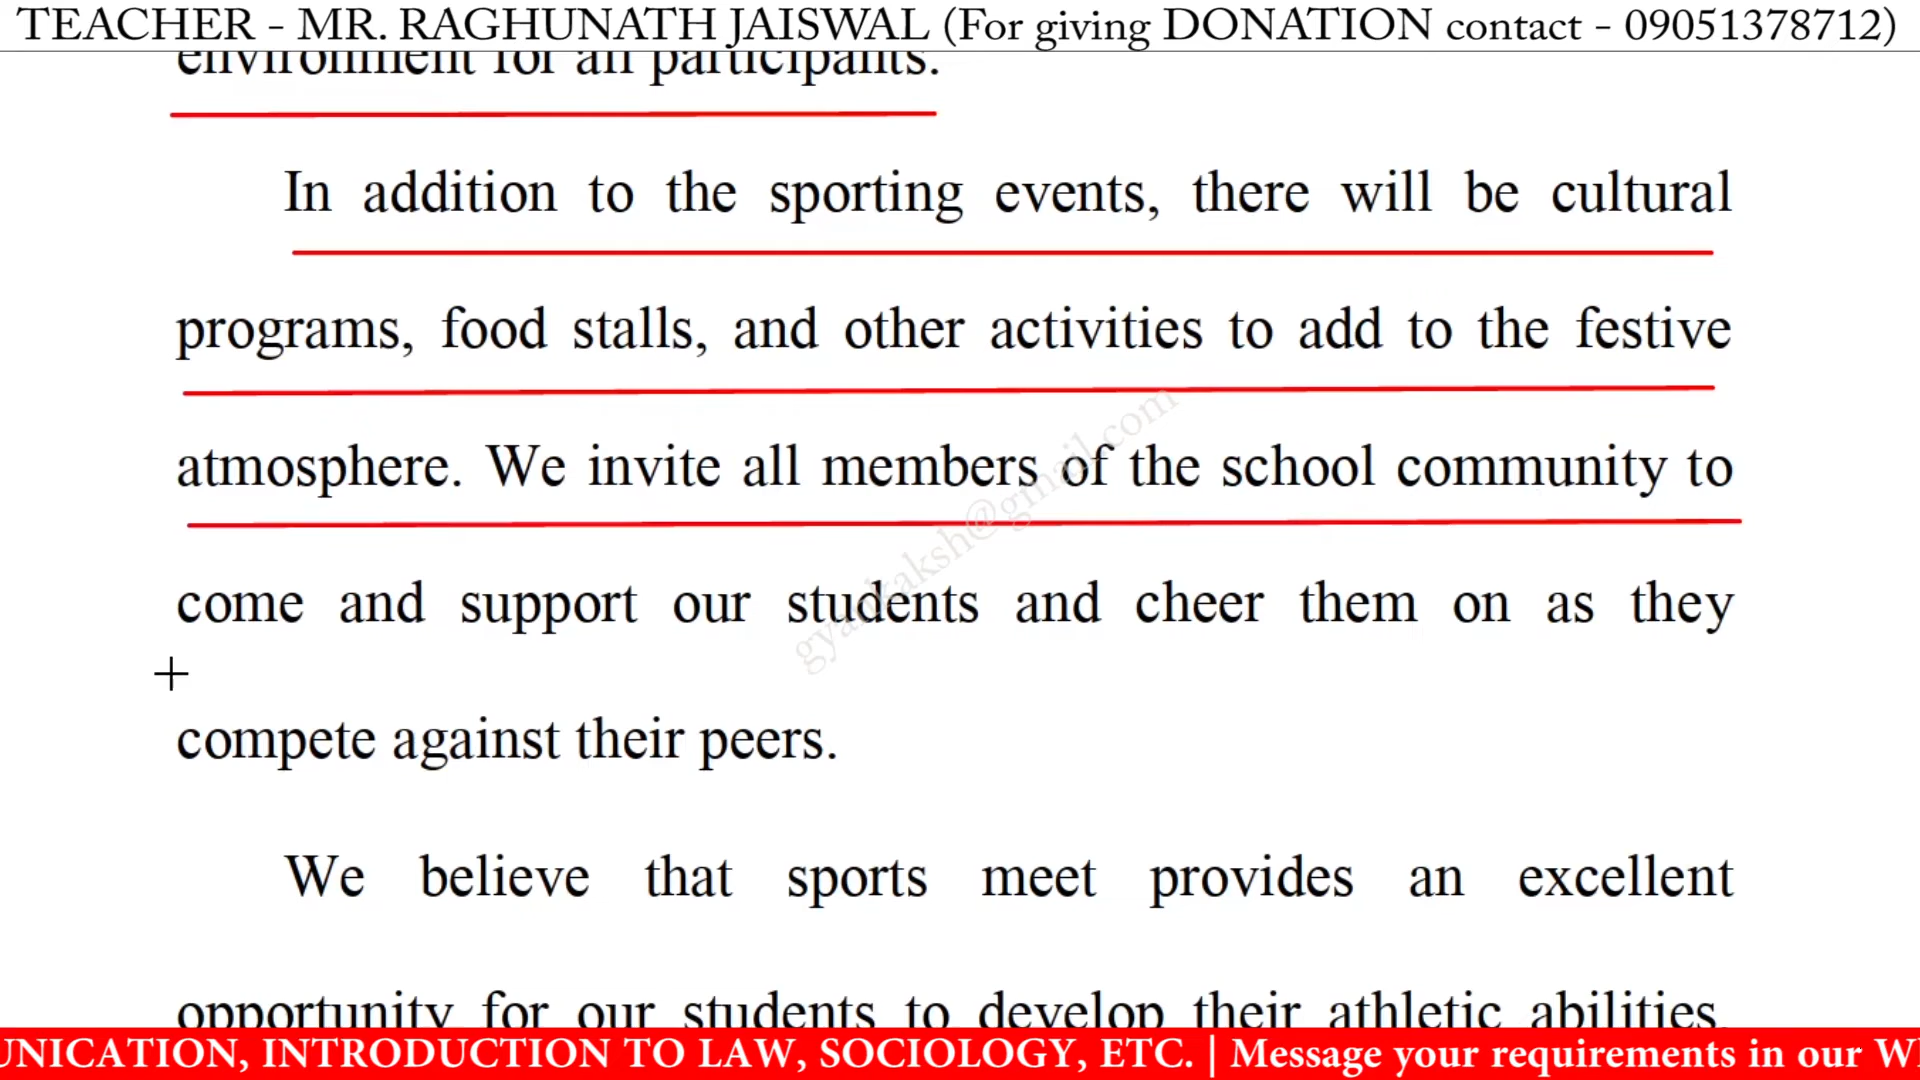 TEACHER - MR. RAGHUNATH JAISWAL (For giving DONATION contact - 09051378712)
environment for all participants.
In addition to the sporting events, there will be cultural
programs, food stalls, and other activities to add to the festive
atmosphere. We invite all members of the school community to
come and support our students and cheer them on as they
compete against their peers.
We believe that sports meet provides an excellent
opportunity for our students to develop their athletic abilities,
gyankaksh@gmail.com
UNICATION, INTRODUCTION TO LAW, SOCIOLOGY, ETC. | Message your requirements in our W